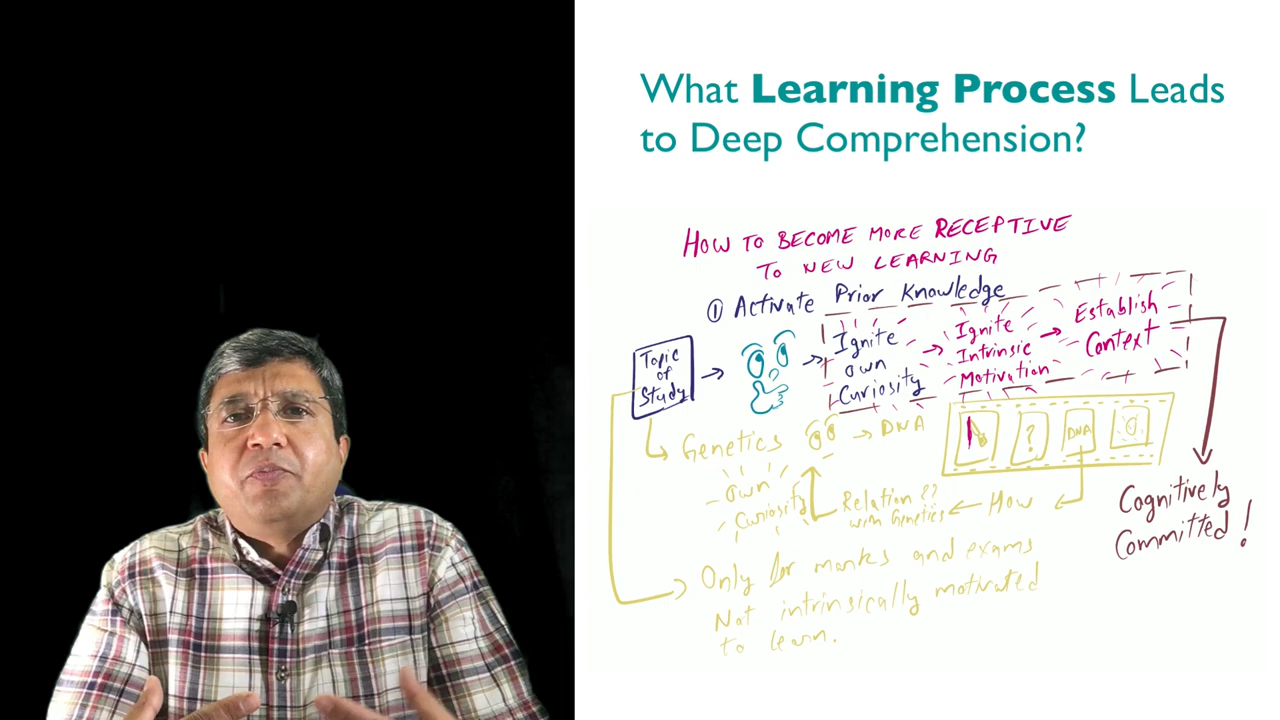 What Learning Process Leads
to Deep Comprehension?
HOW TO BECOME MORE RECEPTIVE
TO NEW LEARNING
① Activate Prior Knowledge
Topic
of
Study
Ignite
own
Curiosity
Ignite
Intrinsic
Motivation
Establish
Context
Genetics
DNA
?
DNA
own
Curiosity
Relation ??
with Genetics
How
Cognitively
Committed!
Only for marks and exams
Not intrinsically motivated
to learn.